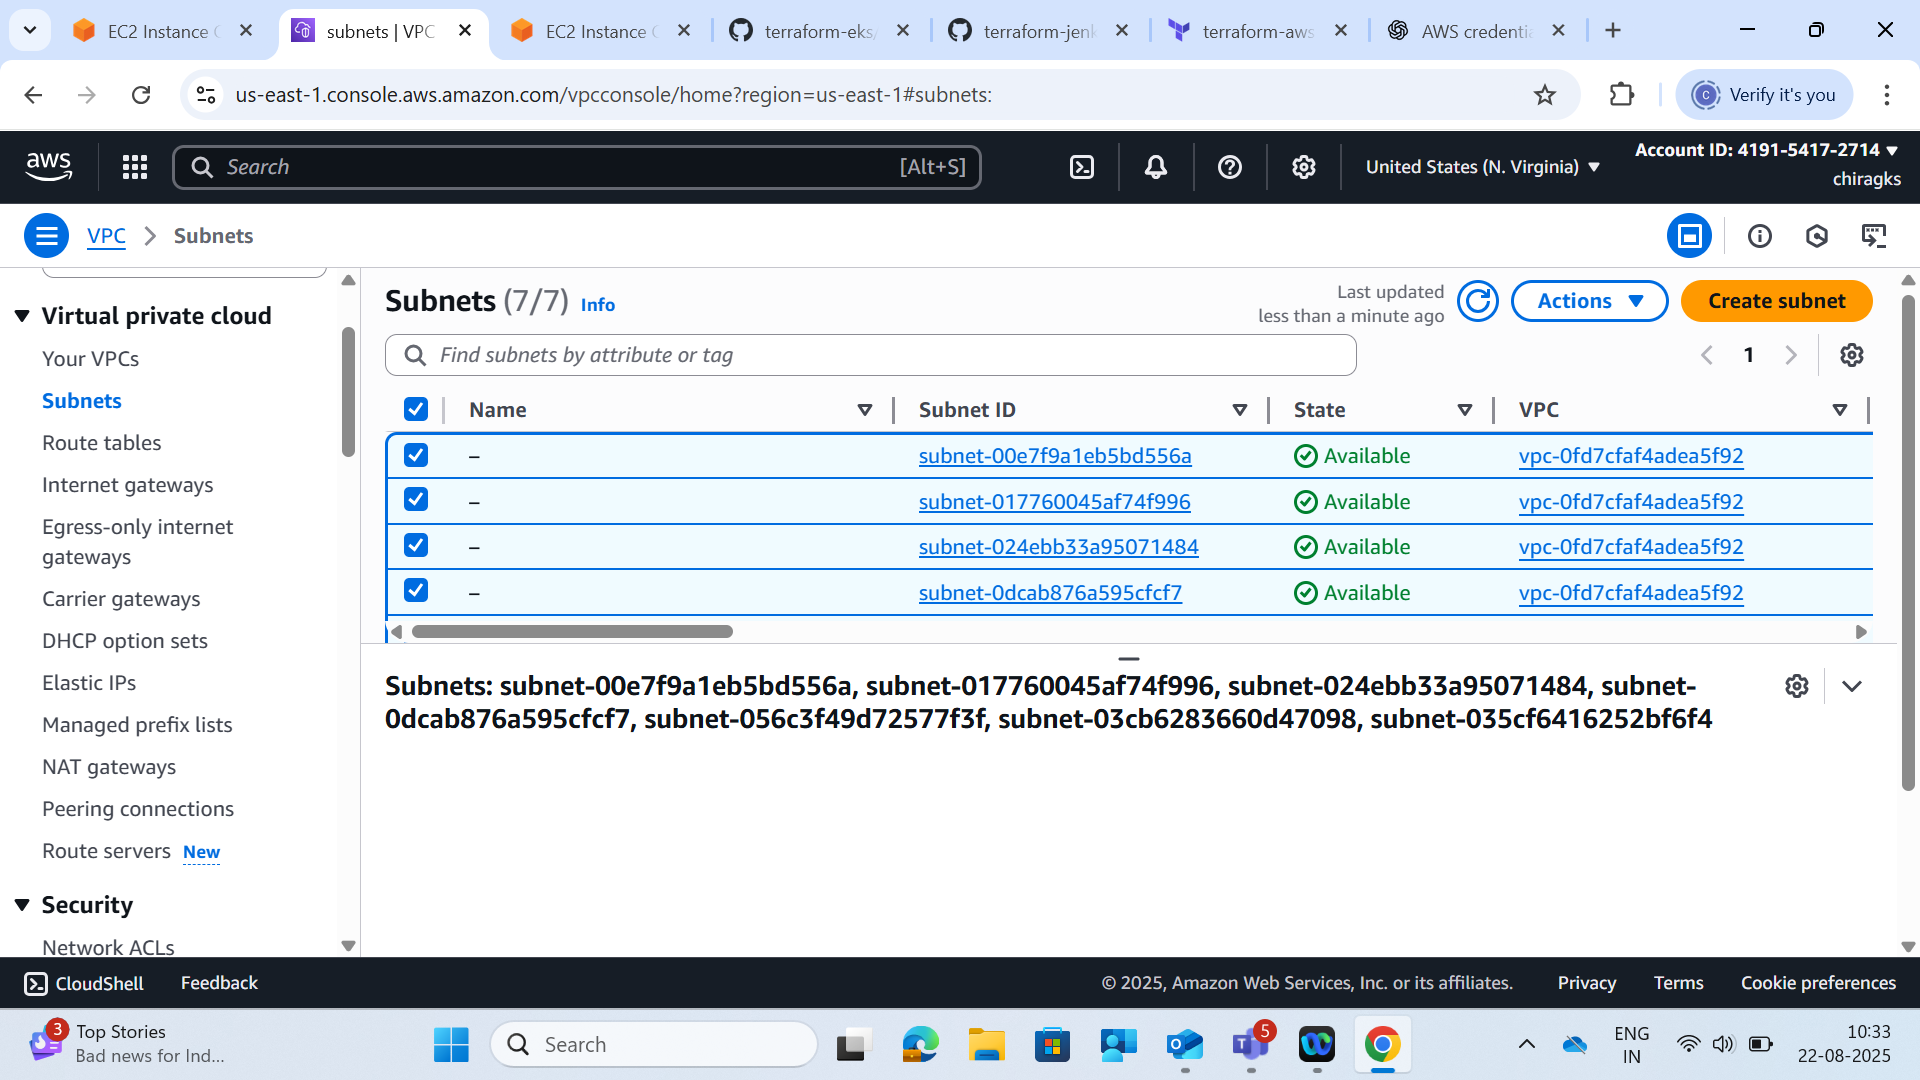 EC2 Instance C
subnets | VPC
EC2 Instance C
terraform-eks/
terraform-jenk
terraform-aws
AWS credentia
us-east-1.console.aws.amazon.com/vpcconsole/home?region=us-east-1#subnets:
C
Verify it's you
aws
Search
[Alt+S]
United States (N. Virginia)
Account ID: 4191-5417-2714
chiragks
VPC
Subnets
Virtual private cloud
Your VPCs
Subnets
Route tables
Internet gateways
Egress-only internet
gateways
Carrier gateways
DHCP option sets
Elastic IPs
Managed prefix lists
NAT gateways
Peering connections
Route servers New
Security
Network ACLs
Subnets (7/7) Info
Last updated
less than a minute ago
Actions
Create subnet
Find subnets by attribute or tag
1
Name Subnet ID State VPC
– subnet-00e7f9a1eb5bd556a Available vpc-0fd7cfaf4adea5f92
– subnet-017760045af74f996 Available vpc-0fd7cfaf4adea5f92
– subnet-024ebb33a95071484 Available vpc-0fd7cfaf4adea5f92
– subnet-0dcab876a595cfcf7 Available vpc-0fd7cfaf4adea5f92
Subnets: subnet-00e7f9a1eb5bd556a, subnet-017760045af74f996, subnet-024ebb33a95071484, subnet-
0dcab876a595cfcf7, subnet-056c3f49d72577f3f, subnet-03cb6283660d47098, subnet-035cf6416252bf6f4
CloudShell
Feedback
© 2025, Amazon Web Services, Inc. or its affiliates.
Privacy
Terms
Cookie preferences
3
Top Stories
Bad news for Ind...
Search
5
ENG
IN
10:33
22-08-2025